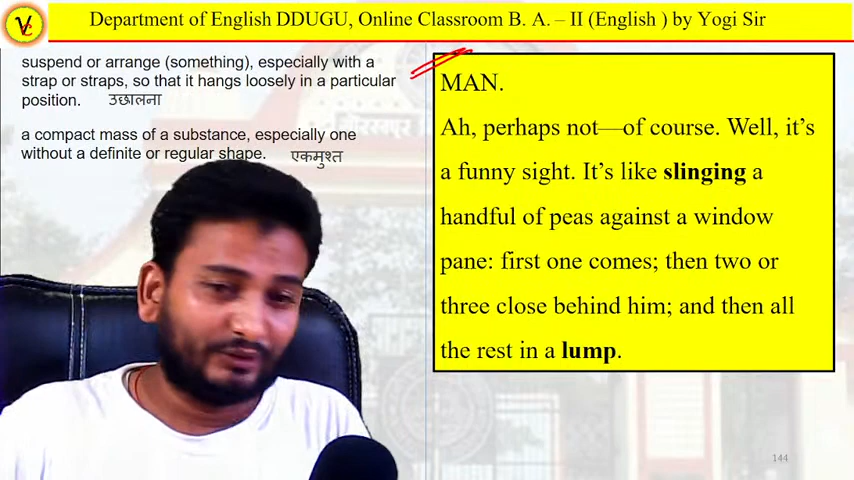 Department of English DDUGU, Online Classroom B. A. – II (English ) by Yogi Sir
suspend or arrange (something), especially with a
strap or straps, so that it hangs loosely in a particular
position. उछालना
a compact mass of a substance, especially one
without a definite or regular shape. एकमुश्त
MAN.
Ah, perhaps not—of course. Well, it’s
a funny sight. It’s like slinging a
handful of peas against a window
pane: first one comes; then two or
three close behind him; and then all
the rest in a lump.
144